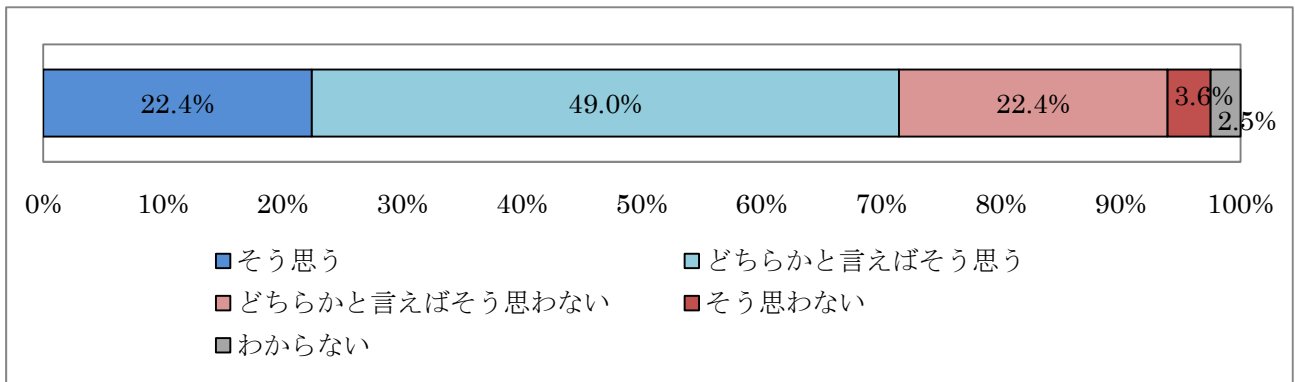 22.4% 49.0% 22.4% 3.6%
2.5%
0% 10% 20% 30% 40% 50% 60% 70% 80% 90% 100%
そう思う どちらかと言えばそう思う
どちらかと言えばそう思わない そう思わない
わからない